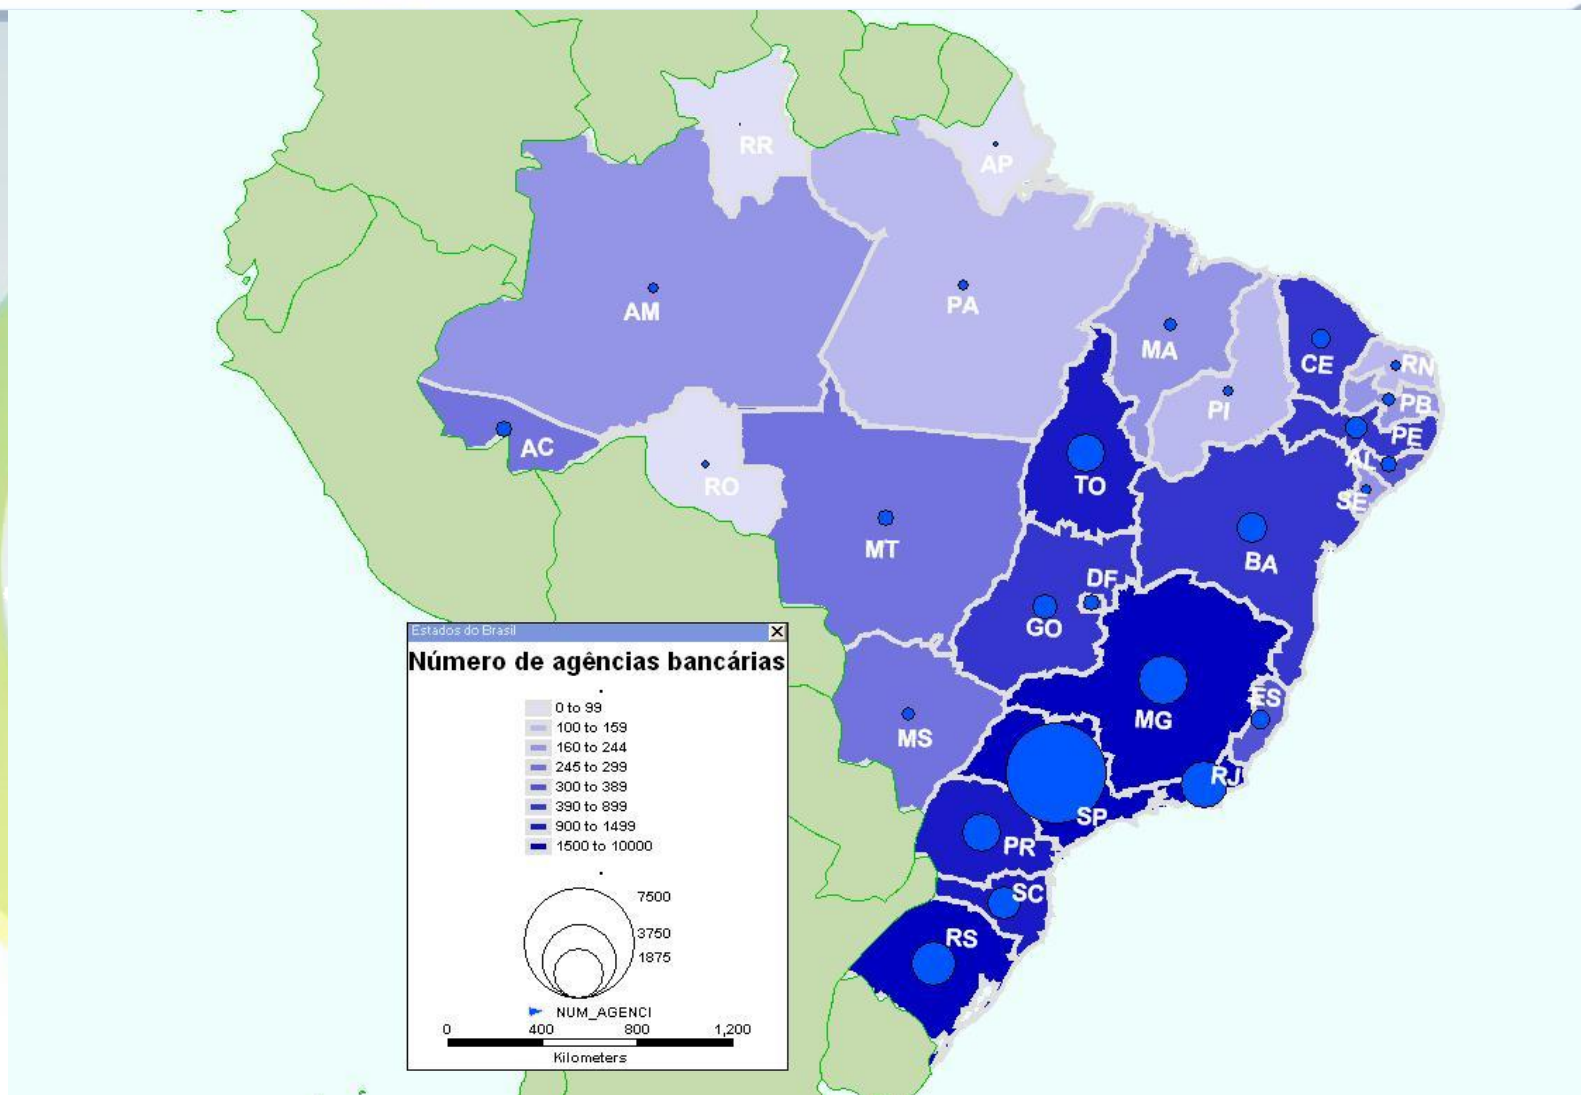 RR
AP
AM
PA
MA
CE
RN
PI
PB
PE
AC
AL
RO
TO
SE
MT
BA
DF
GO
ES
MG
MS
RJ
SP
PR
SC
RS
Estados do Brasil
Número de agências bancárias
0 to 99
100 to 159
160 to 244
245 to 299
300 to 389
390 to 899
900 to 1499
1500 to 10000
7500
3750
1875
NUM_AGENCI
0 400 800 1,200
Kilometers